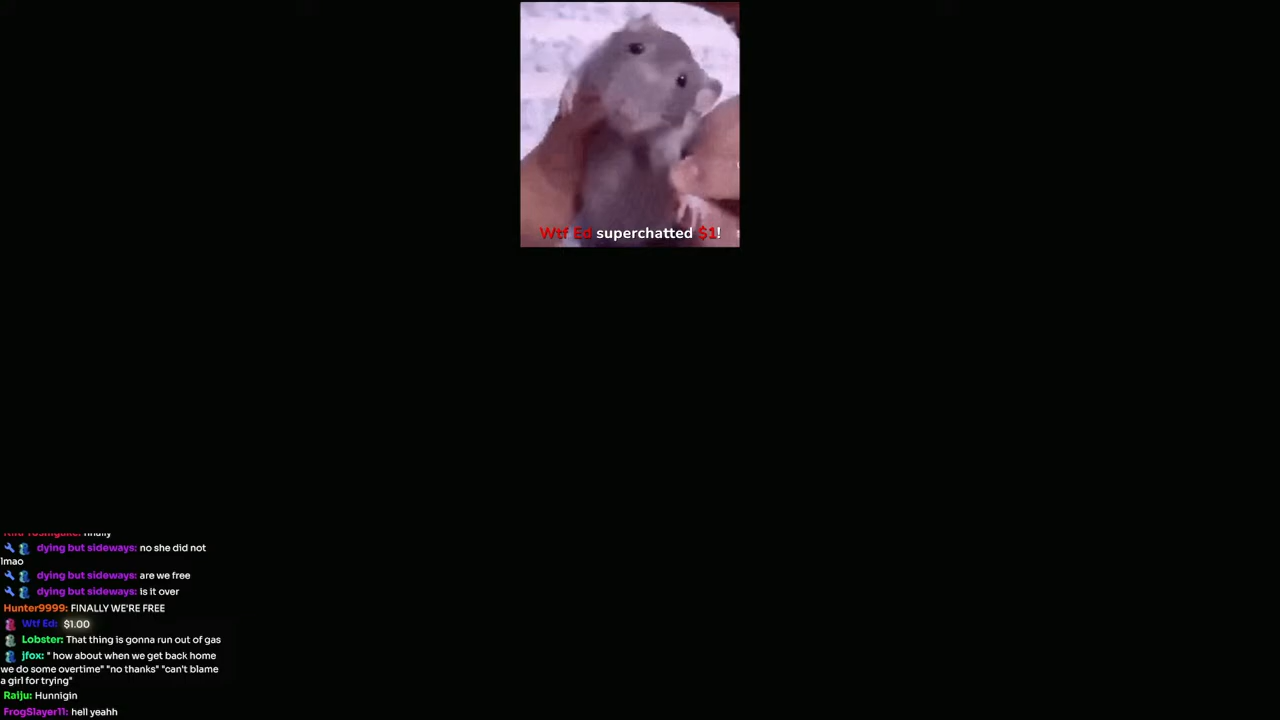 Wtf Ed superchatted $1!
finally
dying but sideways: no she did not
lmao
dying but sideways: are we free
dying but sideways: is it over
Hunter9999: FINALLY WE'RE FREE
Wtf Ed: $1.00
Lobster: That thing is gonna run out of gas
jfox: " how about when we get back home
we do some overtime" "no thanks" "can't blame
a girl for trying"
Raiju: Hunnigin
FrogSlayer11: hell yeahh